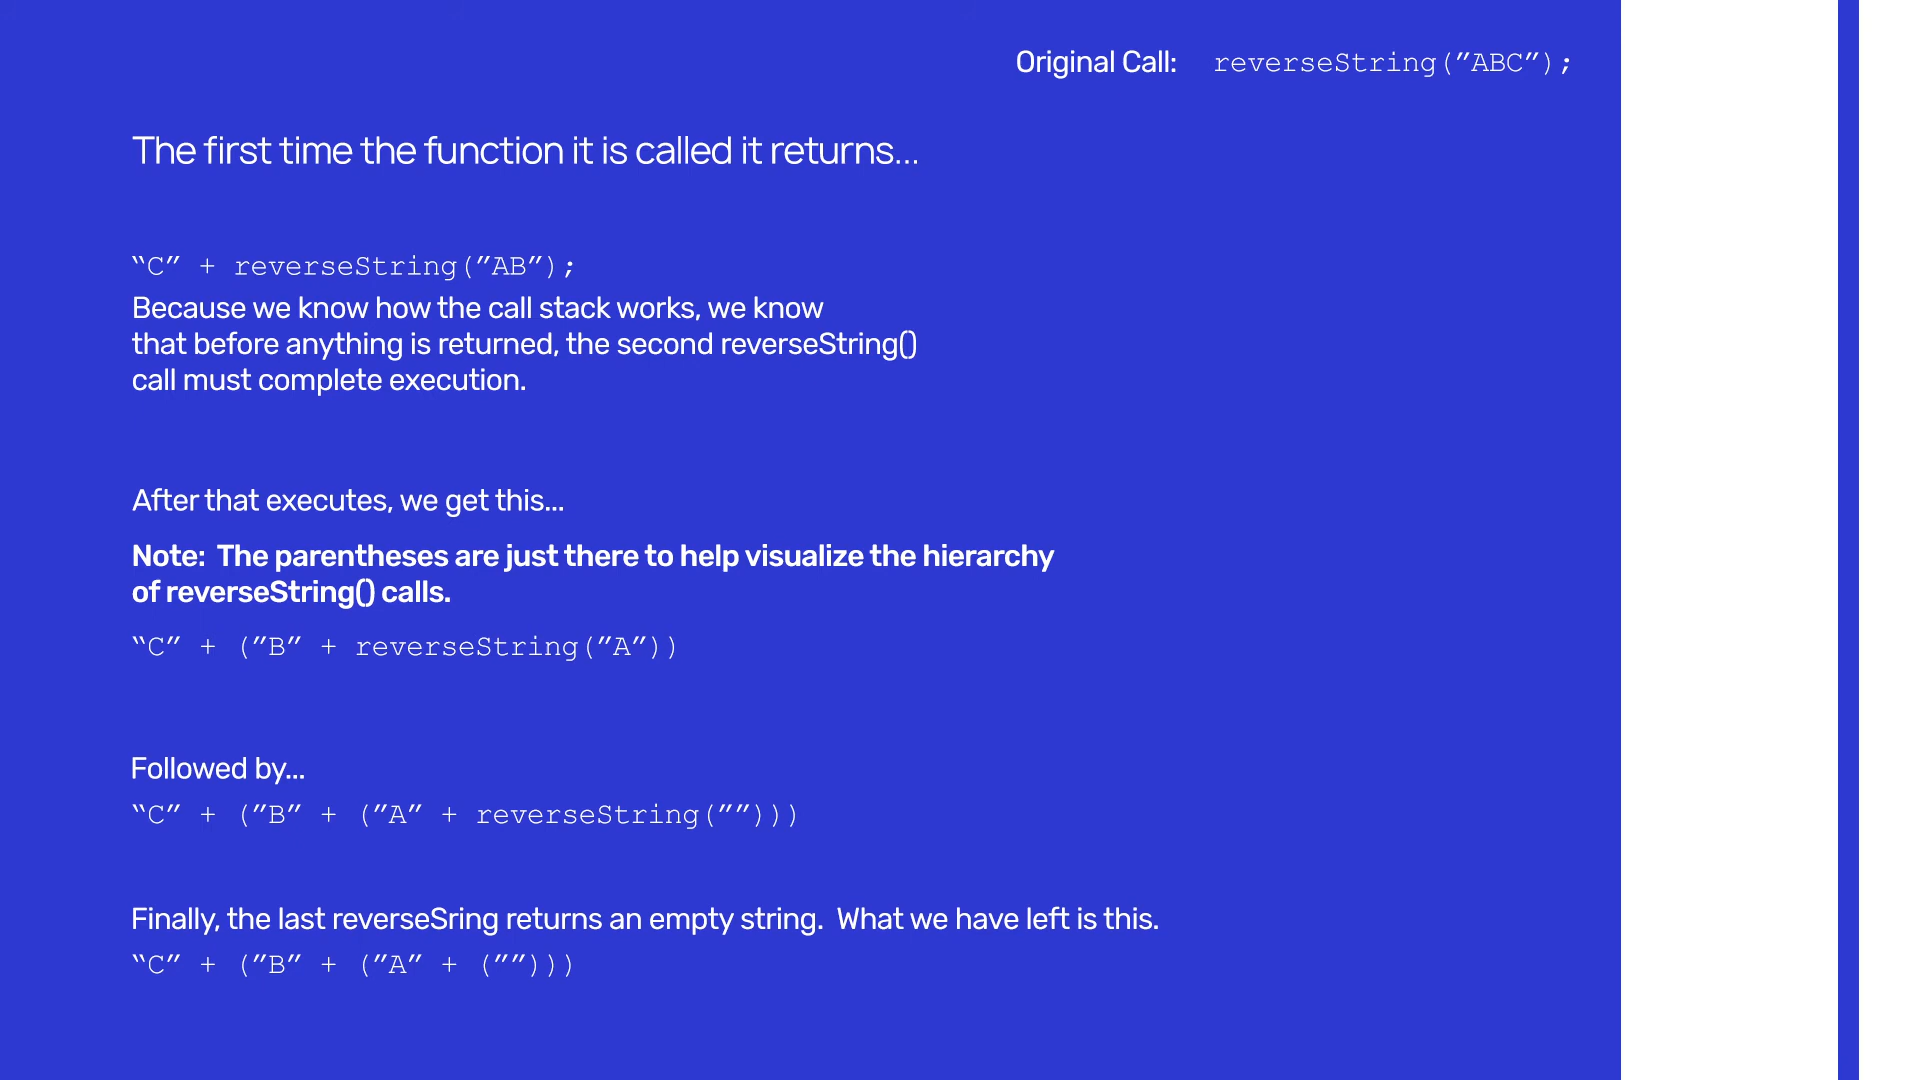 Original Call: reverseString(”ABC”);
The first time the function it is called it returns...
“C” + reverseString(”AB”);
Because we know how the call stack works, we know
that before anything is returned, the second reverseString()
call must complete execution.
After that executes, we get this...
Note:  The parentheses are just there to help visualize the hierarchy
of reverseString() calls.
“C” + (”B” + reverseString(”A”))
Followed by...
“C” + (”B” + (”A” + reverseString(””)))
Finally, the last reverseSring returns an empty string.  What we have left is this.
“C” + (”B” + (”A” + (””)))